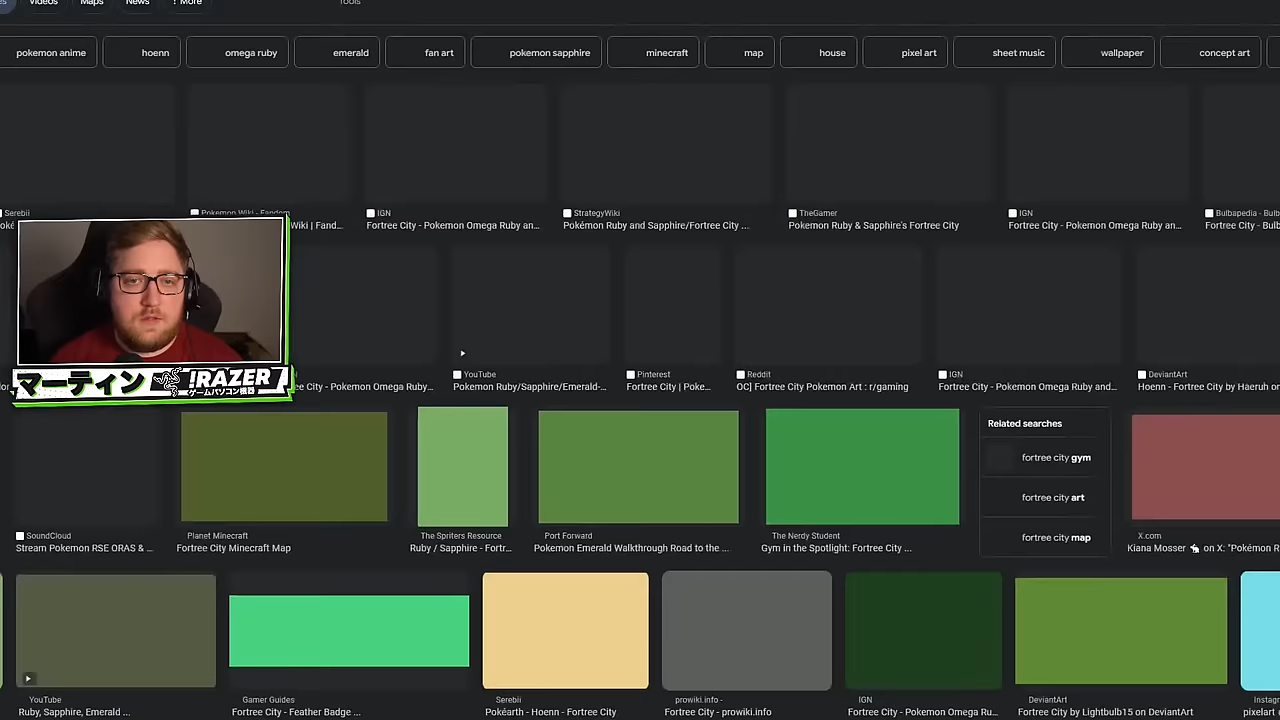 Videos
Maps
News
More
Tools
pokemon anime
hoenn
omega ruby
emerald
fan art
pokemon sapphire
minecraft
map
house
pixel art
sheet music
wallpaper
concept art
Serebii
Pokemon Wiki - Fandom
Wiki | Fand...
IGN
Fortree City - Pokemon Omega Ruby an...
StrategyWiki
Pokémon Ruby and Sapphire/Fortree City ...
TheGamer
Pokemon Ruby & Sapphire's Fortree City
IGN
Fortree City - Pokemon Omega Ruby an...
Bulbapedia - Bulb
Fortree City - Bulb
マーティン
!RAZER
ゲームパソコン機器
City - Pokemon Omega Ruby...
YouTube
Pokemon Ruby/Sapphire/Emerald-...
Pinterest
Fortree City | Poke...
Reddit
OC] Fortree City Pokemon Art : r/gaming
IGN
Fortree City - Pokemon Omega Ruby and...
DeviantArt
Hoenn - Fortree City by Haeruh on
SoundCloud
Stream Pokemon RSE ORAS & ...
Planet Minecraft
Fortree City Minecraft Map
The Spriters Resource
Ruby / Sapphire - Fortr...
Port Forward
Pokemon Emerald Walkthrough Road to the ...
The Nerdy Student
Gym in the Spotlight: Fortree City ...
Related searches
fortree city gym
fortree city art
fortree city map
X.com
Kiana Mosser 🐇 on X: "Pokémon R
YouTube
Ruby, Sapphire, Emerald ...
Gamer Guides
Fortree City - Feather Badge ...
Serebii
Pokéarth - Hoenn - Fortree City
prowiki.info -
Fortree City - prowiki.info
IGN
Fortree City - Pokemon Omega Ru...
DeviantArt
Fortree City by Lightbulb15 on DeviantArt
Instag
pixelart